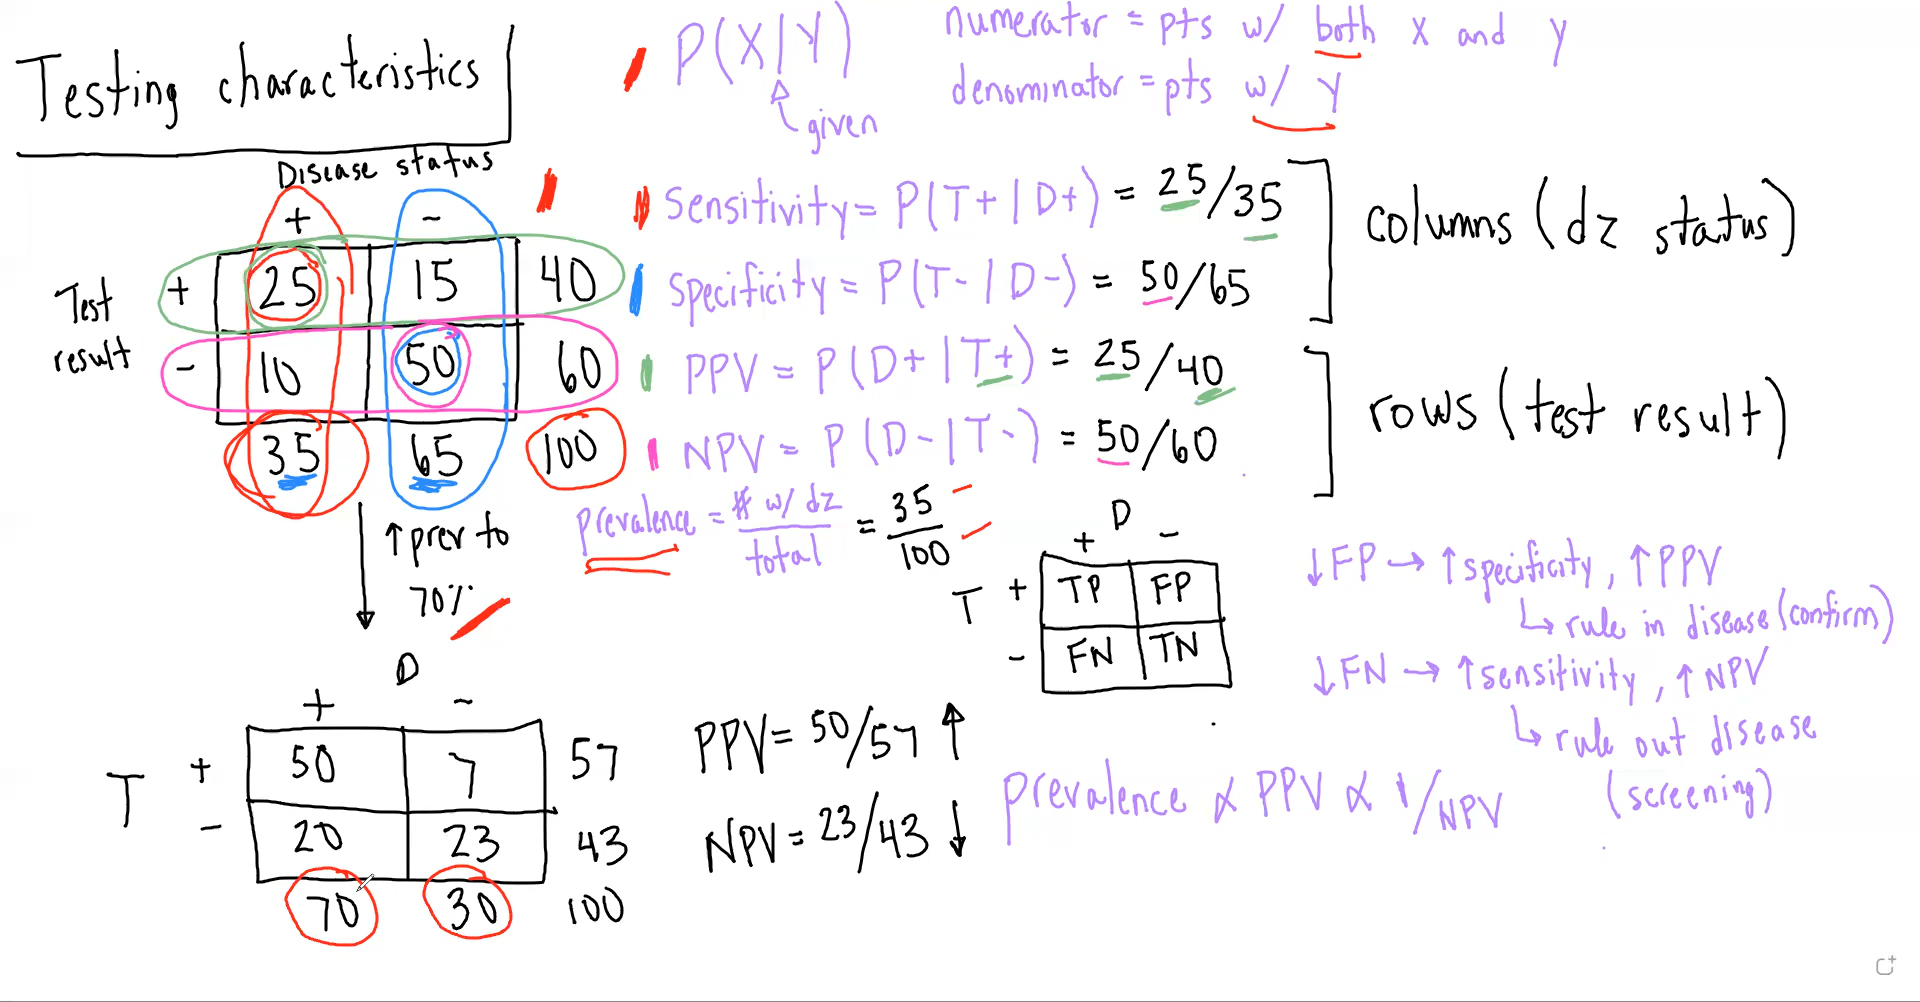 Testing characteristics
P(X|Y)
given
numerator = pts w/ both X and Y
denominator = pts w/ Y
Disease status
+ -
Test result
+ 25 15 40
- 10 50 60
35 65 100
Sensitivity = P(T+|D+) = 25/35
Specificity = P(T-|D-) = 50/65
columns (dz status)
PPV = P(D+|T+) = 25/40
NPV = P(D-|T-) = 50/60
rows (test result)
prevalence = # w/ dz / total = 35/100
↑prev to
70%
D
+ -
T
+ TP FP
- FN TN
↓FP → ↑specificity, ↑PPV
↳ rule in disease (confirm)
↓FN → ↑sensitivity, ↑NPV
↳ rule out disease
(screening)
D
+ -
T
+ 50 7 57
- 20 23 43
70 30 100
PPV = 50/57 ↑
NPV = 23/43 ↓
Prevalence ∝ PPV ∝ 1/NPV